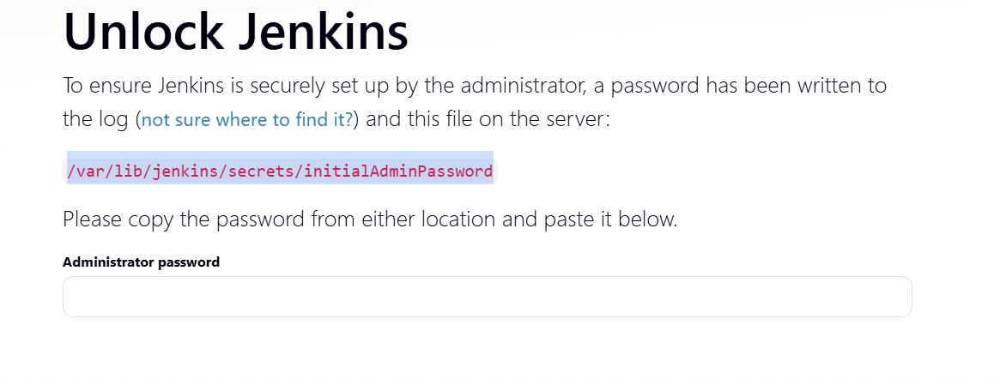 Unlock Jenkins
To ensure Jenkins is securely set up by the administrator, a password has been written to
the log (not sure where to find it?) and this file on the server:
/var/lib/jenkins/secrets/initialAdminPassword
Please copy the password from either location and paste it below.
Administrator password